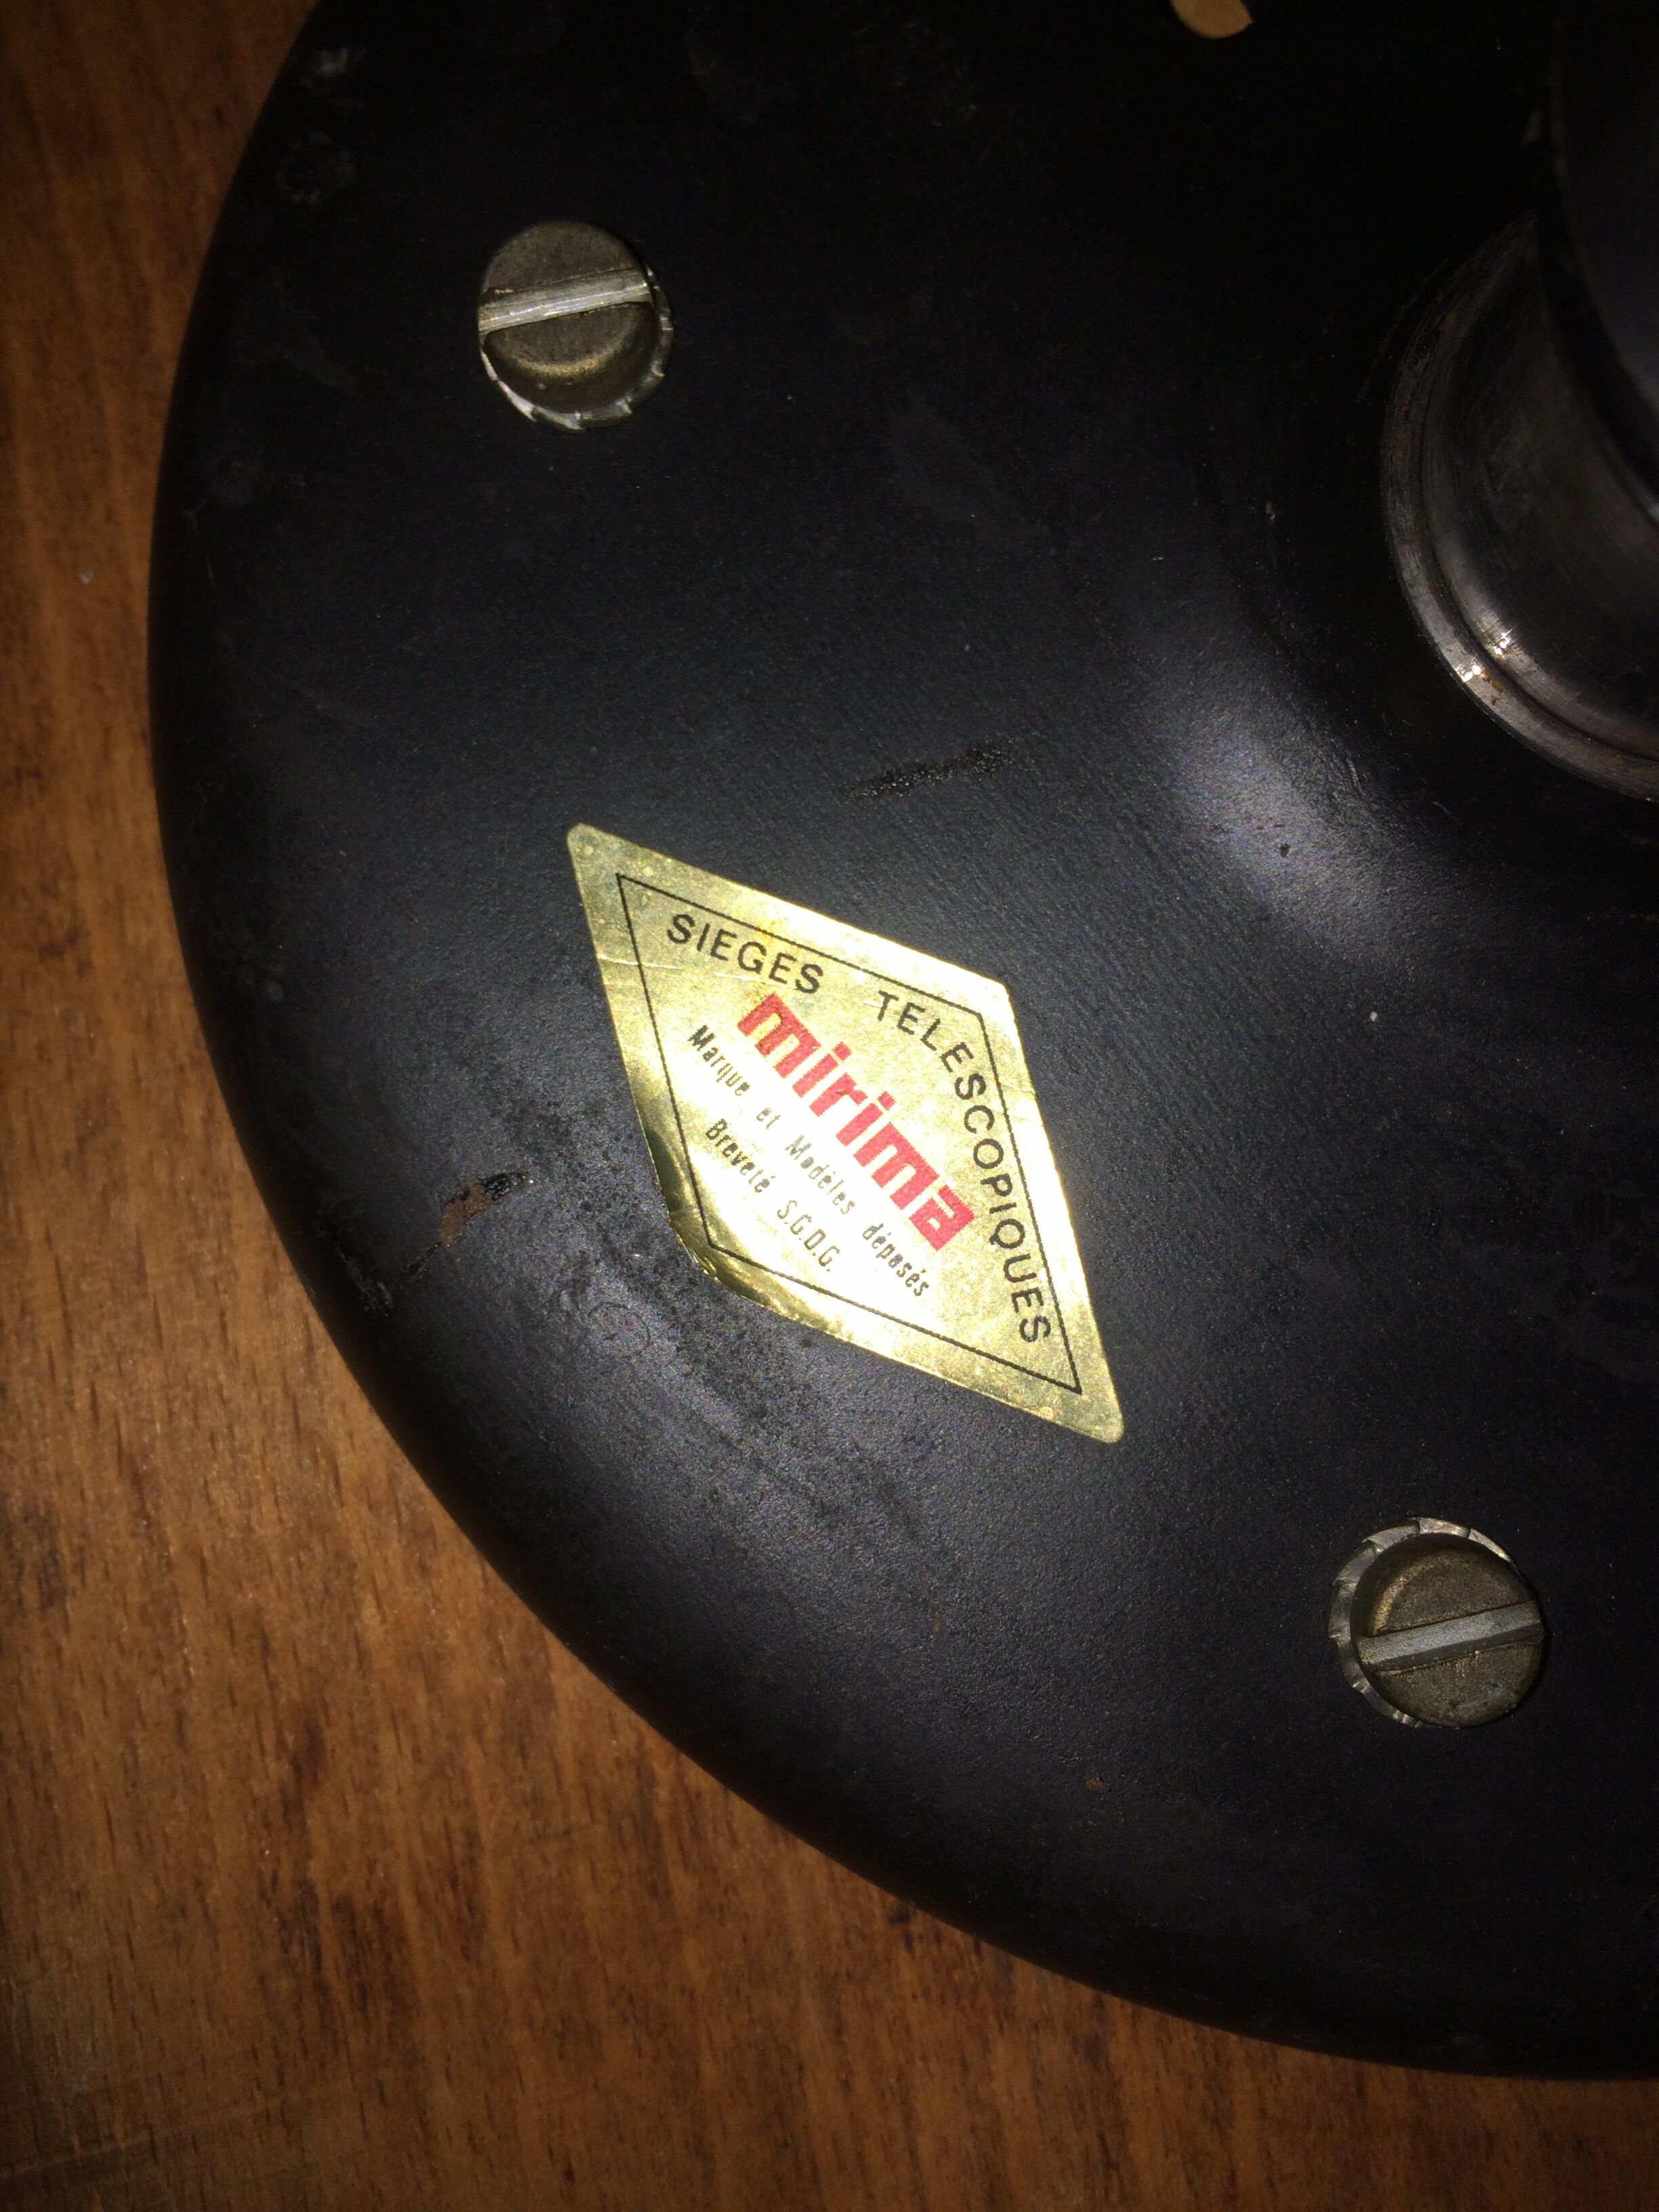 SIEGES TELESCOPIQUES
mirima
Marque et Modèles déposés
Breveté S.G.D.G.